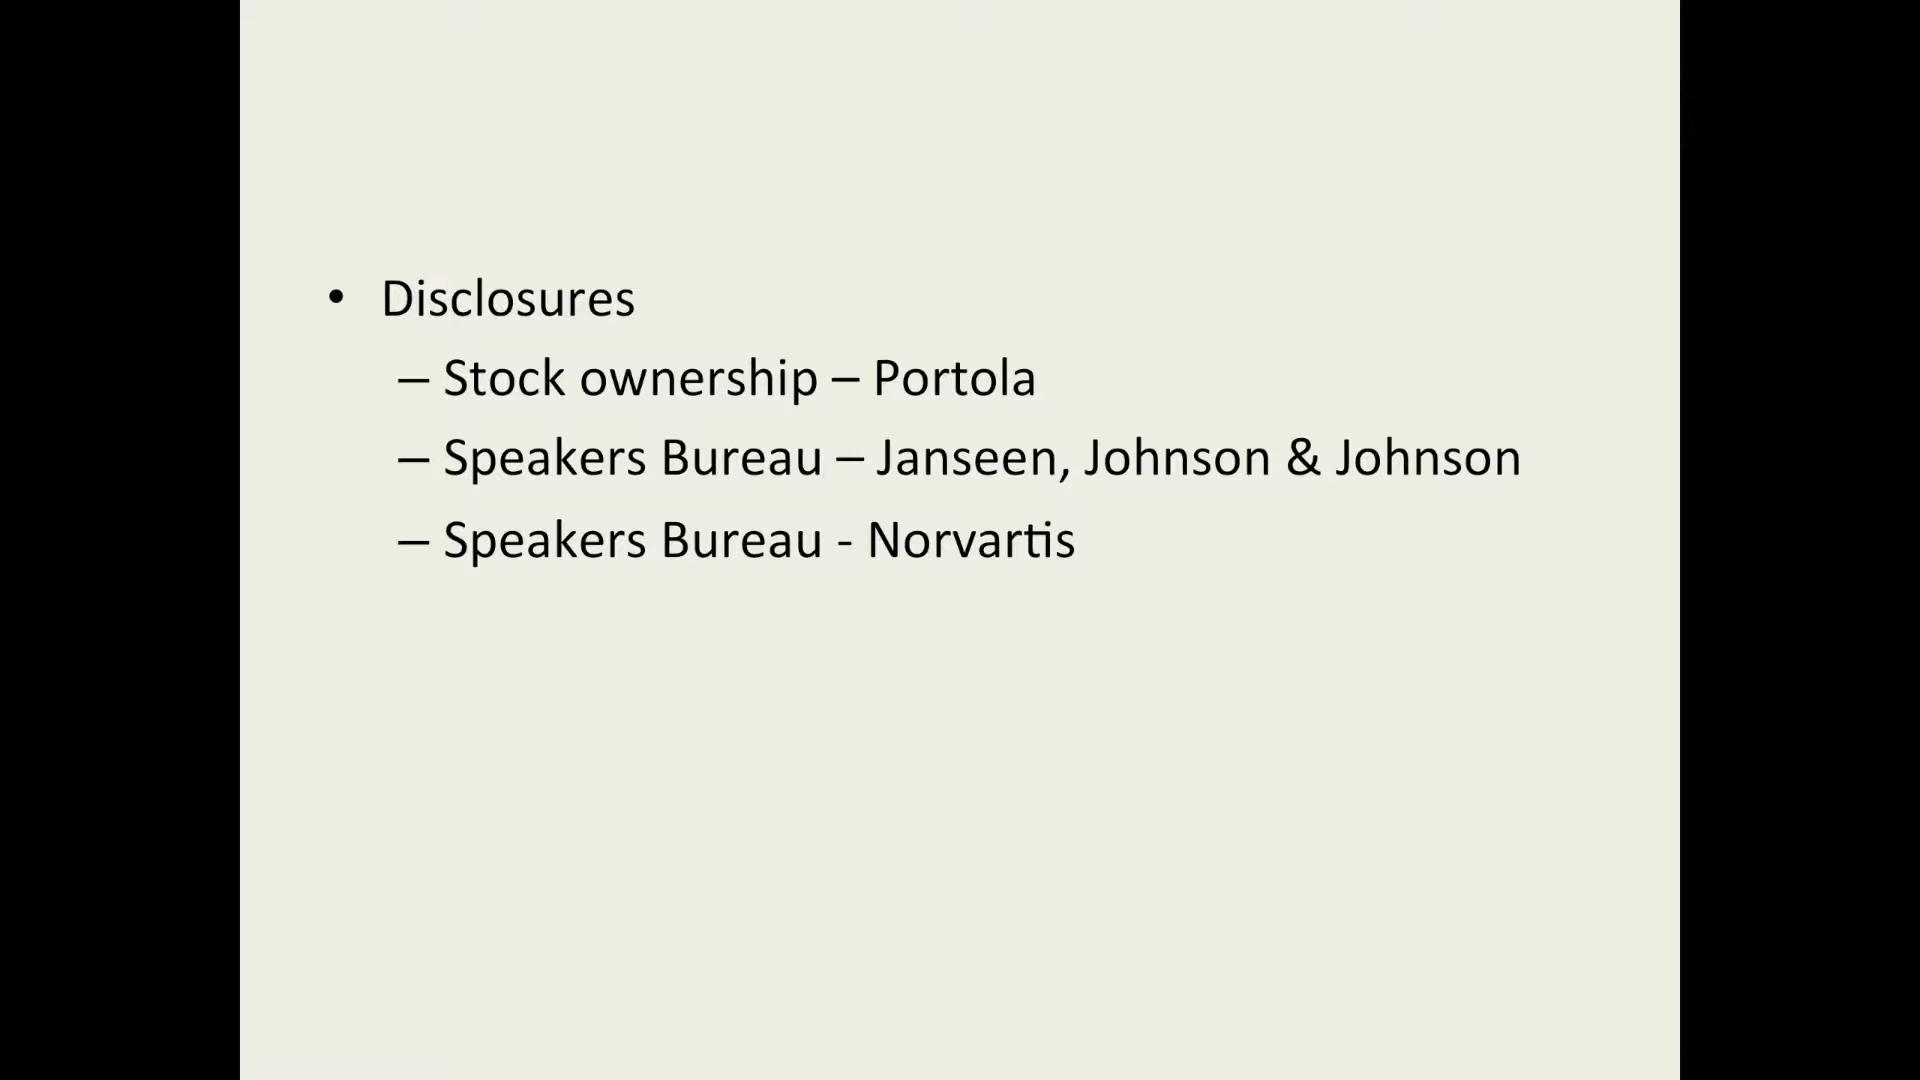 • Disclosures
– Stock ownership – Portola
– Speakers Bureau – Janseen, Johnson & Johnson
– Speakers Bureau - Norvartis